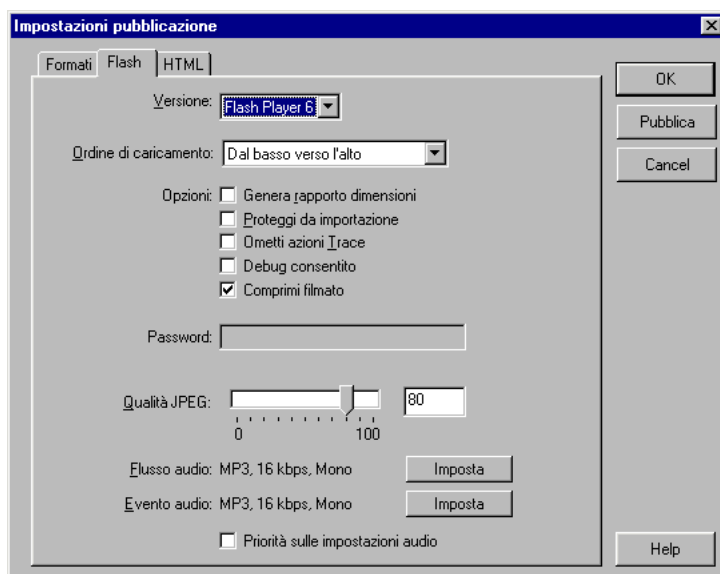 Impostazioni pubblicazione
Formati Flash HTML
OK
Versione: Flash Player 6
Pubblica
Ordine di caricamento: Dal basso verso l'alto
Cancel
Opzioni: Genera rapporto dimensioni
Proteggi da importazione
Ometti azioni Trace
Debug consentito
Comprimi filmato
Password:
Qualità JPEG: 80
0 100
Flusso audio: MP3, 16 kbps, Mono Imposta
Evento audio: MP3, 16 kbps, Mono Imposta
Priorità sulle impostazioni audio
Help